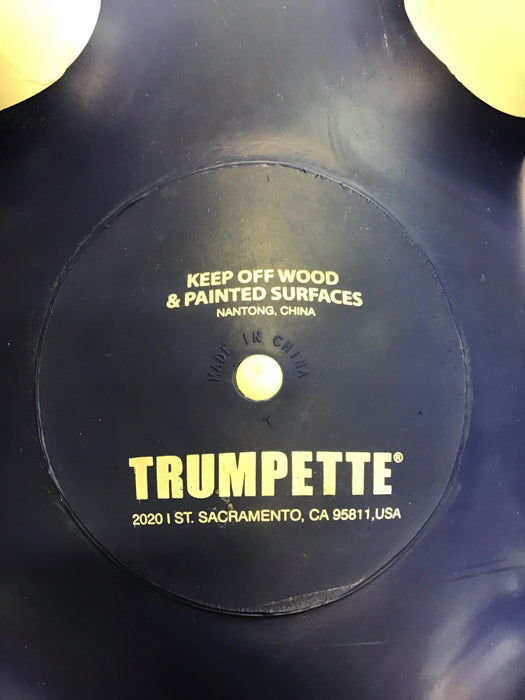 KEEP OFF WOOD
& PAINTED SURFACES
NANTONG, CHINA
MADE IN CHINA
T
TRUMPETTE®
2020 I ST. SACRAMENTO, CA 95811,USA